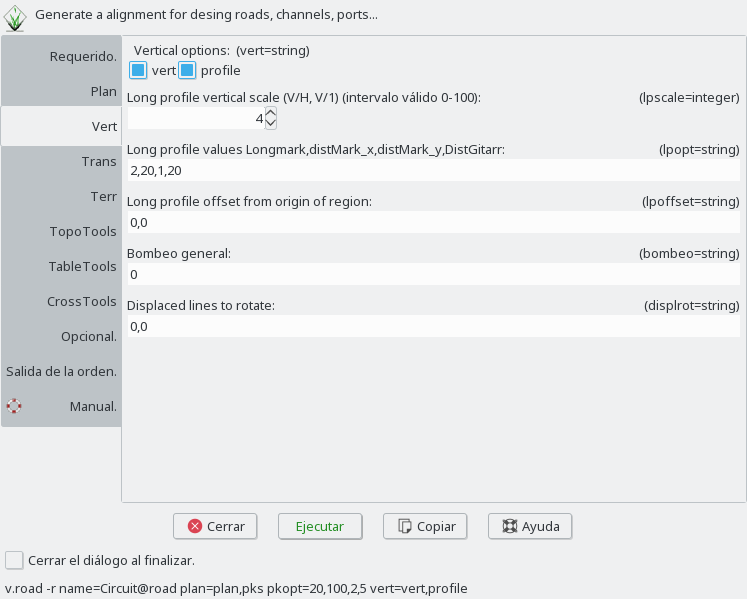 Generate a alignment for desing roads, channels, ports...
Requerido.
Plan
Vert
Trans
Terr
TopoTools
TableTools
CrossTools
Opcional.
Salida de la orden.
Manual.
Vertical options: (vert=string)
vert profile
Long profile vertical scale (V/H, V/1) (intervalo válido 0-100): (lpscale=integer)
4
Long profile values Longmark,distMark_x,distMark_y,DistGitarr: (lpopt=string)
2,20,1,20
Long profile offset from origin of region: (lpoffset=string)
0,0
Bombeo general: (bombeo=string)
0
Displaced lines to rotate: (displrot=string)
0,0
Cerrar Ejecutar Copiar Ayuda
Cerrar el diálogo al finalizar.
v.road -r name=Circuit@road plan=plan,pks pkopt=20,100,2,5 vert=vert,profile